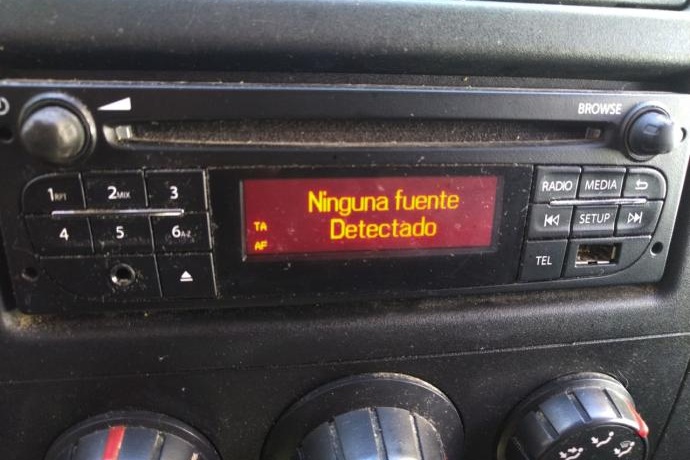 BROWSE
1RPT 2MIX 3
4 5 6A-Z
Ninguna fuente
TA Detectado
AF
RADIO MEDIA
SETUP
TEL